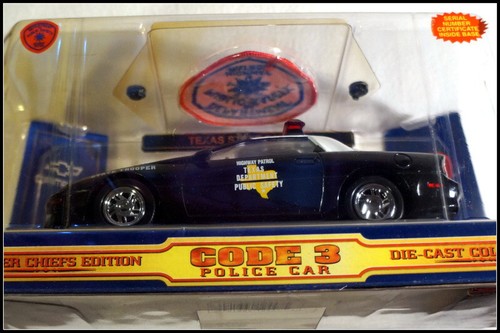 SERIAL
NUMBER
CERTIFICATE
INSIDE BASE
TEXAS
TROOPER
HIGHWAY PATROL
TEXAS
DEPARTMENT
PUBLIC SAFETY
ER CHIEFS EDITION
CODE 3
POLICE CAR
DIE-CAST COL